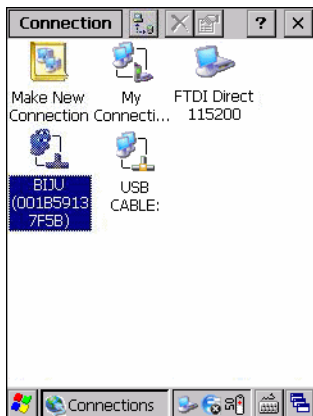 Connection
?
Make New
Connection
My
Connecti...
FTDI Direct
115200
BIJU
(001B5913
7F5B)
USB
CABLE:
Connections